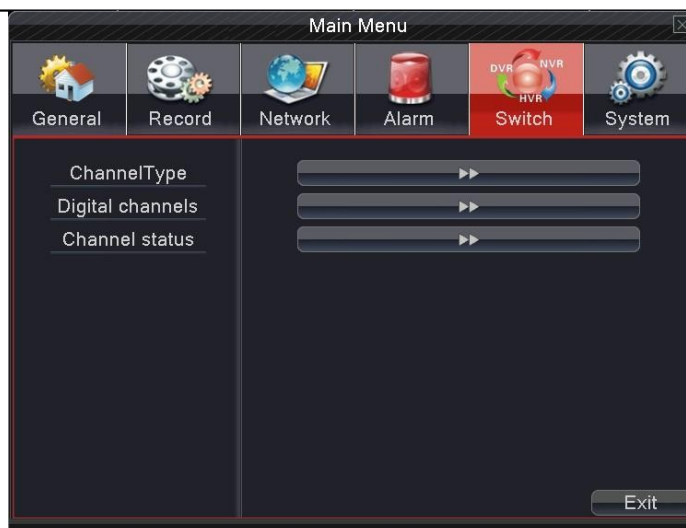 Main Menu
DVR NVR
HVR
General Record Network Alarm Switch System
ChannelType
Digital channels
Channel status
Exit